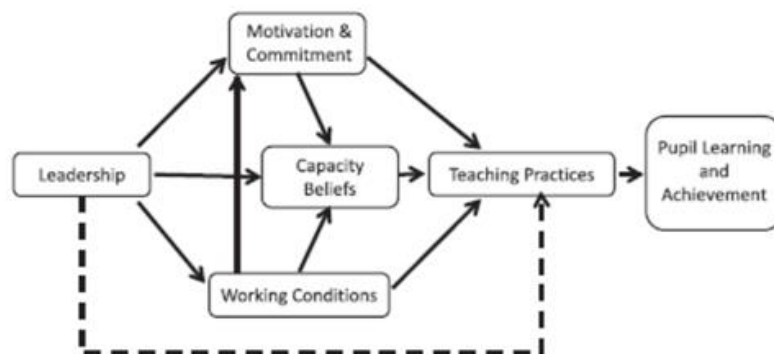 Motivation &
Commitment
Leadership
Capacity
Beliefs
Teaching Practices
Pupil Learning
and
Achievement
Working Conditions